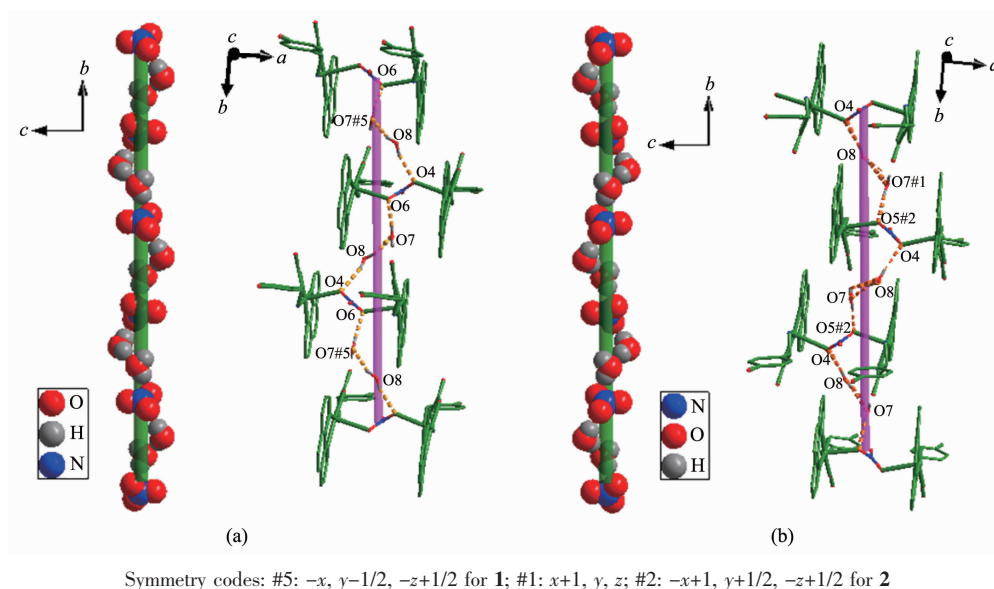 b
c
c
a
b
O6
O7#5
O8
O4
O6
O7
O8
O4
O6
O7#5
O8
O
H
N
(a)
b
c
c
b
O4
O8
O7#1
O5#2
O4
O8
O7
O5#2
O4
O8
O7
N
O
H
(b)
Symmetry codes: #5: −x, y−1/2, −z+1/2 for 1; #1: x+1, y, z; #2: −x+1, y+1/2, −z+1/2 for 2